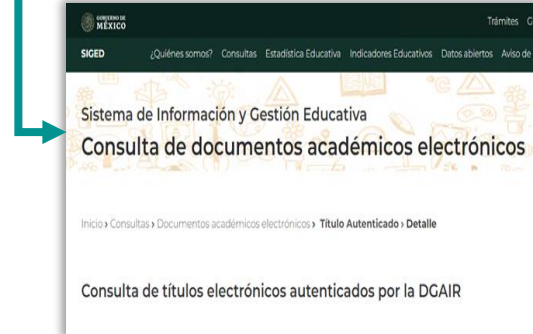 GOBIERNO DE
MÉXICO
Trámites
SIGED ¿Quiénes somos? Consultas Estadística Educativa Indicadores Educativos Datos abiertos Aviso de
Sistema de Información y Gestión Educativa
Consulta de documentos académicos electrónicos
Inicio › Consultas › Documentos académicos electrónicos › Título Autenticado › Detalle
Consulta de títulos electrónicos autenticados por la DGAIR